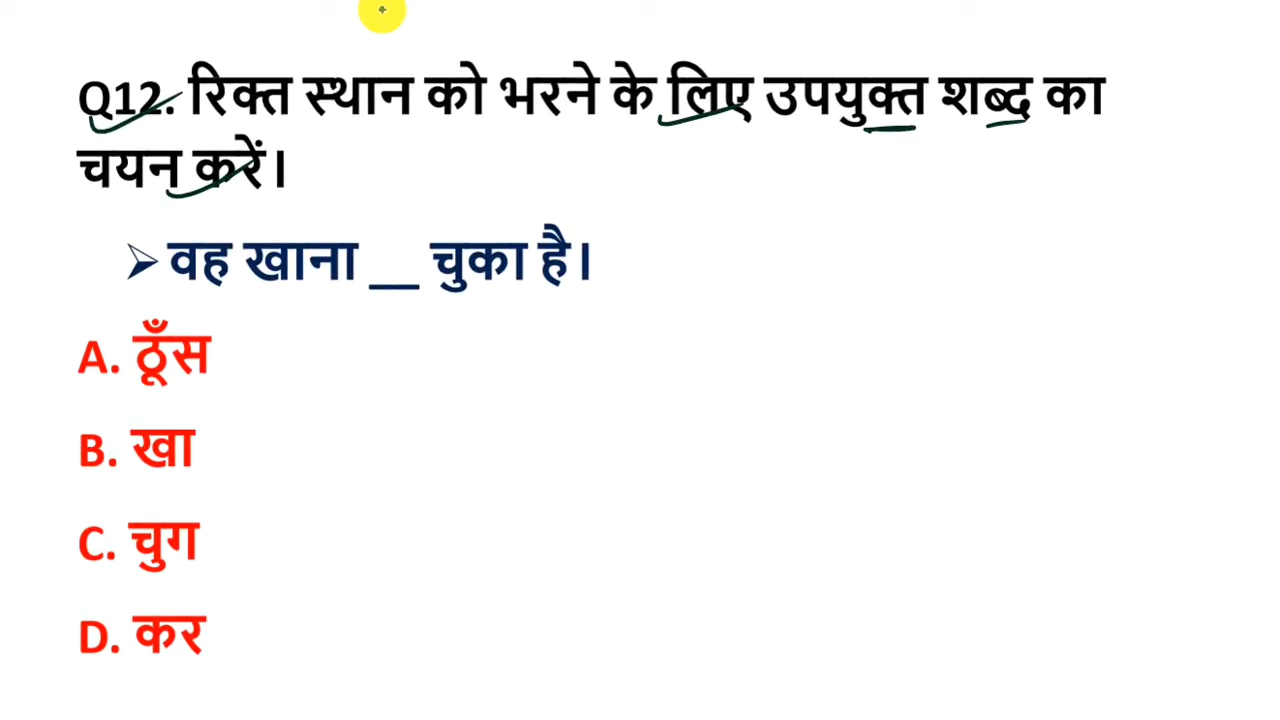 Q12. रिक्त स्थान को भरने के लिए उपयुक्त शब्द का
चयन करें।
➢ वह खाना __ चुका है।
A. ठूँस
B. खा
C. चुग
D. कर